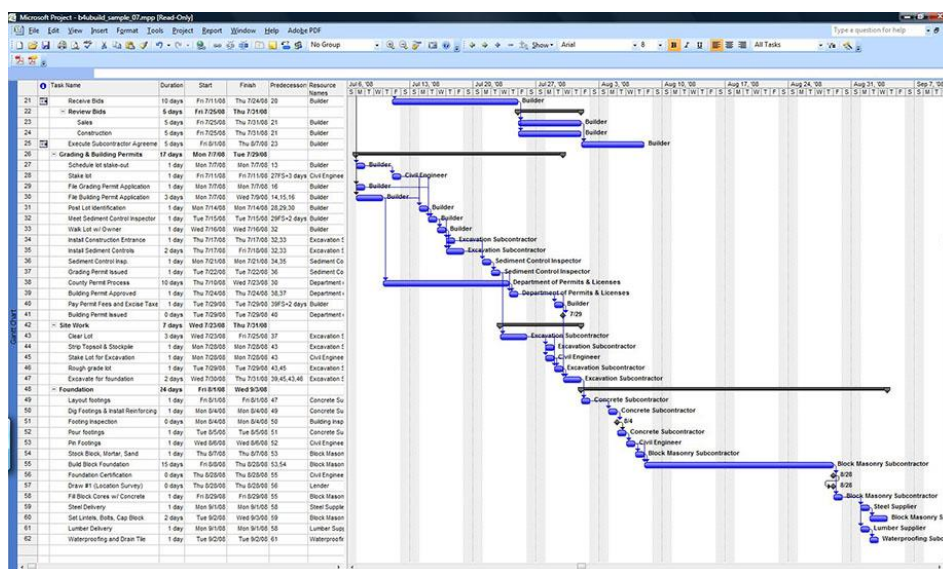 Microsoft Project - b4ubuild_sample_07.mpp [Read-Only]
File Edit View Insert Format Tools Project Report Window Help Adobe PDF Type a question for help
No Group Show Arial 8 B I U All Tasks
Task Name Duration Start Finish Predecessors Resource Names Jul 6, '08 Jul 13, '08 Jul 20, '08 Jul 27, '08 Aug 3, '08 Aug 10, '08 Aug 17, '08 Aug 24, '08 Aug 31, '08 Sep 7, '08
21 Receive Bids 10 days Fri 7/11/08 Thu 7/24/08 20 Builder Builder
22 Review Bids 5 days Fri 7/25/08 Thu 7/31/08
23 Sales 5 days Fri 7/25/08 Thu 7/31/08 21 Builder Builder
24 Construction 5 days Fri 7/25/08 Thu 7/31/08 21 Builder Builder
25 Execute Subcontractor Agreeme 5 days Fri 8/1/08 Thu 8/7/08 23 Builder Builder
26 Grading & Building Permits 17 days Mon 7/7/08 Tue 7/29/08
27 Schedule lot stake-out 1 day Mon 7/7/08 Mon 7/7/08 13 Builder Builder
28 Stake lot 1 day Fri 7/11/08 Fri 7/11/08 27FS+3 days Civil Engineer Civil Engineer
29 File Grading Permit Application 1 day Mon 7/7/08 Mon 7/7/08 16 Builder Builder
30 File Building Permit Application 3 days Mon 7/7/08 Wed 7/9/08 14,15,16 Builder Builder
31 Post Lot Identification 1 day Mon 7/14/08 Mon 7/14/08 28,29,30 Builder Builder
32 Meet Sediment Control Inspector 1 day Tue 7/15/08 Tue 7/15/08 29FS+2 days Builder Builder
33 Walk Lot w/ Owner 1 day Wed 7/16/08 Wed 7/16/08 32 Builder Builder
34 Install Construction Entrance 1 day Thu 7/17/08 Thu 7/17/08 32,33 Excavation S Excavation Subcontractor
35 Install Sediment Controls 2 days Thu 7/17/08 Fri 7/18/08 32,33 Excavation S Excavation Subcontractor
36 Sediment Control Insp. 1 day Mon 7/21/08 Mon 7/21/08 34,35 Sediment Co Sediment Control Inspector
37 Grading Permit Issued 1 day Tue 7/22/08 Tue 7/22/08 36 Sediment Co Sediment Control Inspector
38 County Permit Process 10 days Thu 7/10/08 Wed 7/23/08 30 Department Department of Permits & Licenses
39 Building Permit Approved 1 day Thu 7/24/08 Thu 7/24/08 38,37 Department Department of Permits & Licenses
40 Pay Permit Fees and Excise Taxe 1 day Tue 7/29/08 Tue 7/29/08 39FS+2 days Builder Builder
41 Building Permit Issued 0 days Tue 7/29/08 Tue 7/29/08 40 Department 7/29
42 Site Work 7 days Wed 7/23/08 Thu 7/31/08
43 Clear Lot 3 days Wed 7/23/08 Fri 7/25/08 37 Excavation S Excavation Subcontractor
44 Strip Topsoil & Stockpile 1 day Mon 7/28/08 Mon 7/28/08 43 Excavation S Excavation Subcontractor
45 Stake Lot for Excavation 1 day Mon 7/28/08 Mon 7/28/08 43 Civil Engineer Civil Engineer
46 Rough grade lot 1 day Tue 7/29/08 Tue 7/29/08 43,45 Excavation S Excavation Subcontractor
47 Excavate for foundation 2 days Wed 7/30/08 Thu 7/31/08 39,45,43,46 Excavation S Excavation Subcontractor
48 Foundation 24 days Fri 8/1/08 Wed 9/3/08
49 Layout footings 1 day Fri 8/1/08 Fri 8/1/08 47 Concrete Su Concrete Subcontractor
50 Dig Footings & Install Reinforcing 1 day Mon 8/4/08 Mon 8/4/08 49 Concrete Su Concrete Subcontractor
51 Footing Inspection 0 days Mon 8/4/08 Mon 8/4/08 50 Building Insp 8/4
52 Pour footings 1 day Tue 8/5/08 Tue 8/5/08 51 Concrete Su Concrete Subcontractor
53 Pin Footings 1 day Wed 8/6/08 Wed 8/6/08 52 Civil Engineer Civil Engineer
54 Stock Block, Mortar, Sand 1 day Thu 8/7/08 Thu 8/7/08 53 Block Mason Block Masonry Subcontractor
55 Build Block Foundation 15 days Fri 8/8/08 Thu 8/28/08 53,54 Block Mason Block Masonry Subcontractor
56 Foundation Certification 0 days Thu 8/28/08 Thu 8/28/08 55 Civil Enginee 8/28
57 Draw #1 (Location Survey) 0 days Thu 8/28/08 Thu 8/28/08 56 Lender 8/28
58 Fill Block Cores w/ Concrete 1 day Fri 8/29/08 Fri 8/29/08 55 Block Mason Block Masonry Subcontractor
59 Steel Delivery 1 day Mon 9/1/08 Mon 9/1/08 58 Steel Supplie Steel Supplier
60 Set Lintels, Bolts, Cap Block 2 days Tue 9/2/08 Wed 9/3/08 59 Block Mason Block Masonry S
61 Lumber Delivery 1 day Mon 9/1/08 Mon 9/1/08 58 Lumber Supp Lumber Supplier
62 Waterproofing and Drain Tile 1 day Tue 9/2/08 Tue 9/2/08 61 Waterproofin Waterproofing Subc
Gantt Chart